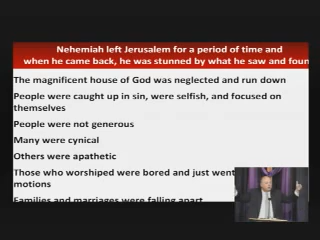 Nehemiah left Jerusalem for a period of time and
when he came back, he was stunned by what he saw and foun
The magnificent house of God was neglected and run down
People were caught up in sin, were selfish, and focused on
themselves
People were not generous
Many were cynical
Others were apathetic
Those who worshiped were bored and just went
motions
Families and marriages were falling apart